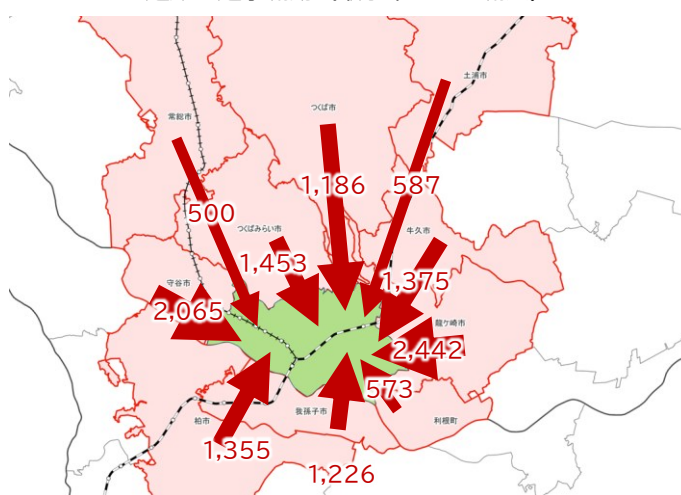 土浦市
つくば市
常総市
1,186
587
500
つくばみらい市
牛久市
1,453
1,375
守谷市
2,065
龍ケ崎市
2,442
573
我孫子市
利根町
柏市
1,355
1,226